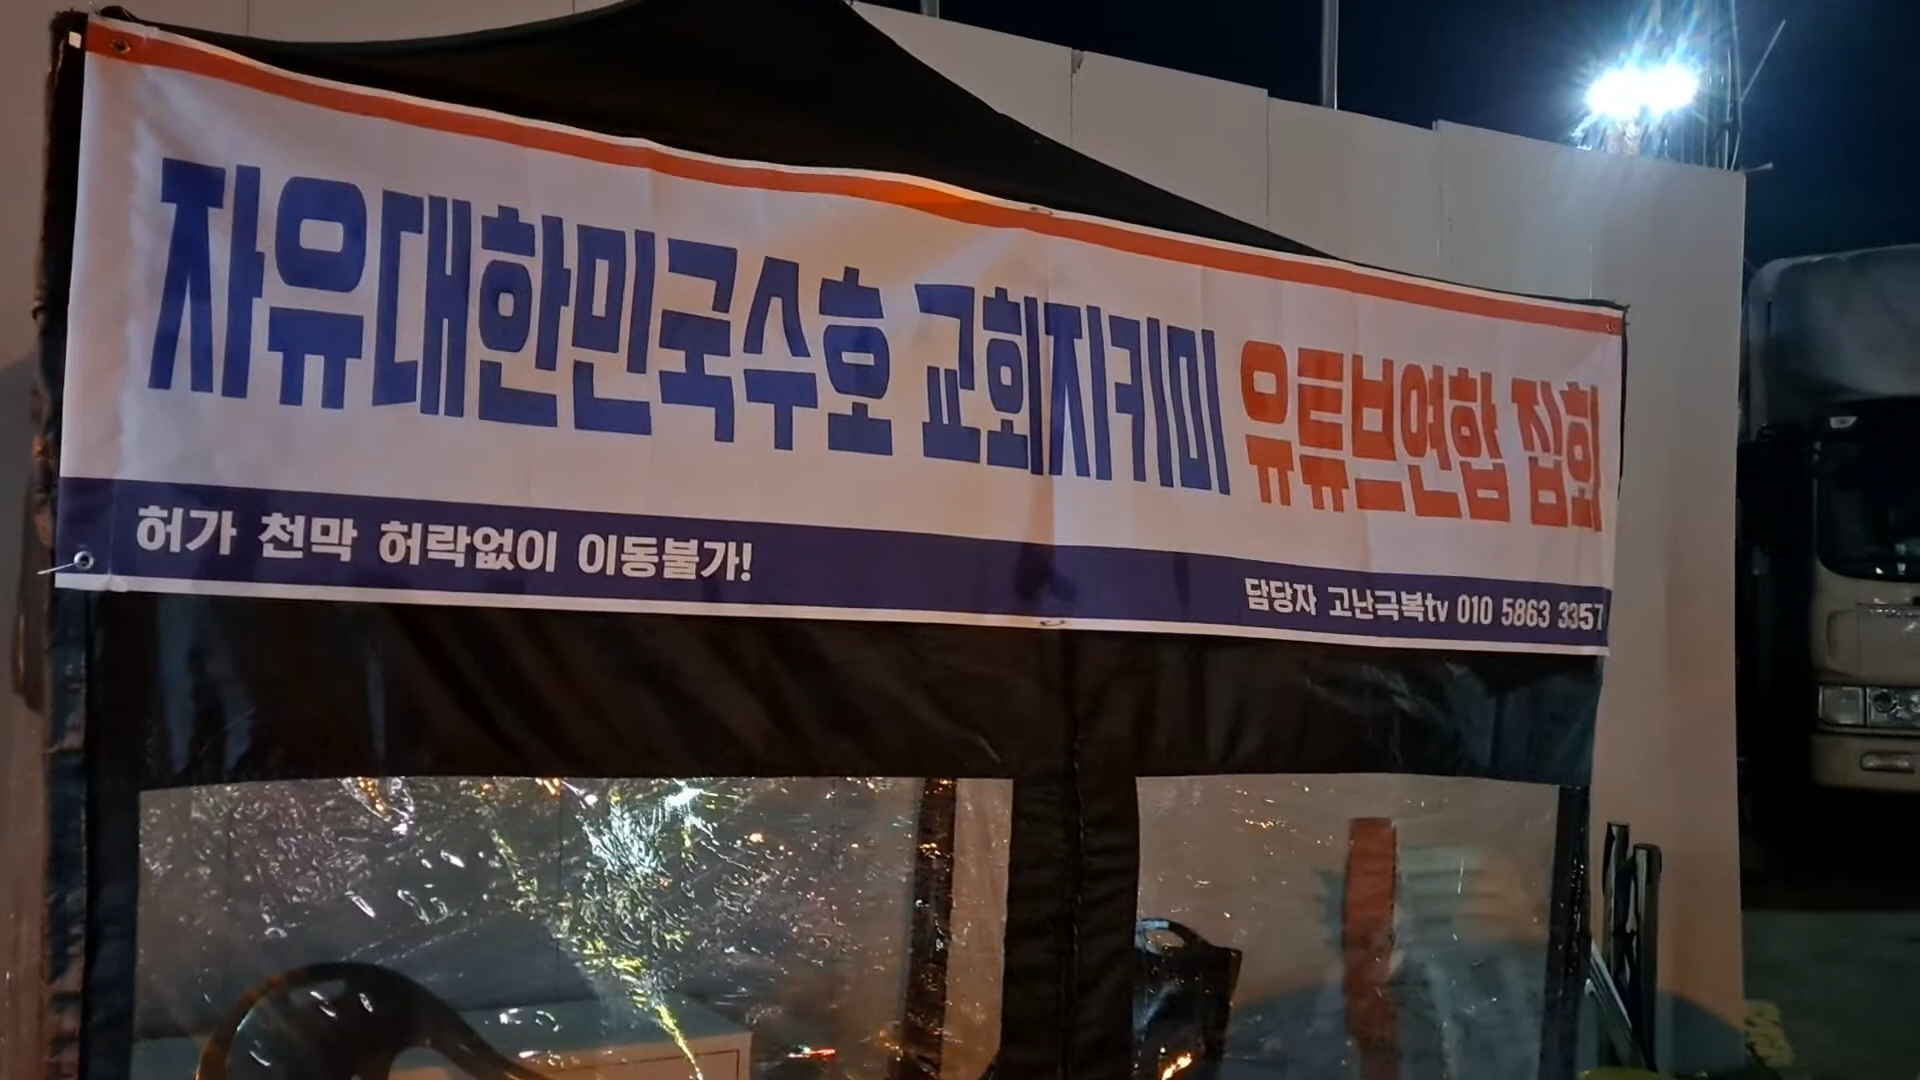 자유대한민국수호 교회지키미 유튜브연합 집회
허가 천막 허락없이 이동불가!
담당자 고난극복tv 010 5863 3357